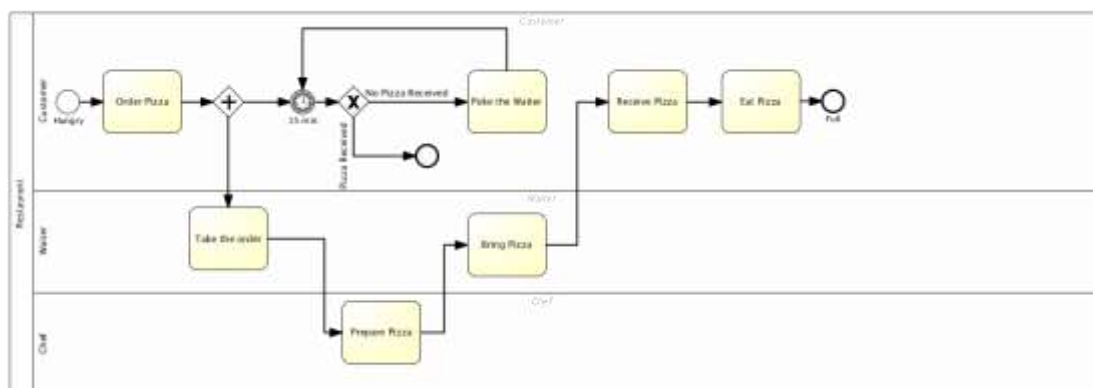 Customer
Restaurant
Customer
Hungry
Order Pizza
15 min
No Pizza Received
Pizza Received
Poke the Waiter
Receive Pizza
Eat Pizza
Full
Waiter
Waiter
Take the order
Bring Pizza
Chef
Chef
Prepare Pizza